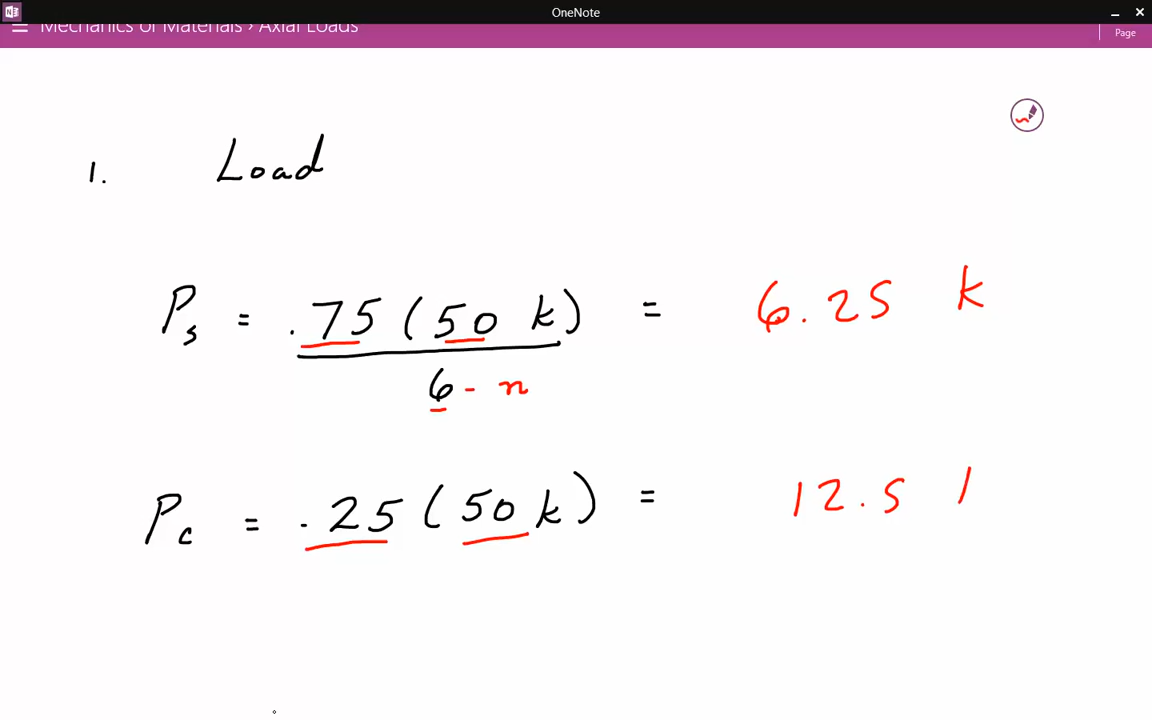 OneNote
Mechanics of Materials › Axial Loads
Page
1. Load
Ps = .75 (50 k) = 6.25 k
6 - n
Pc = .25 (50 k) = 12.5